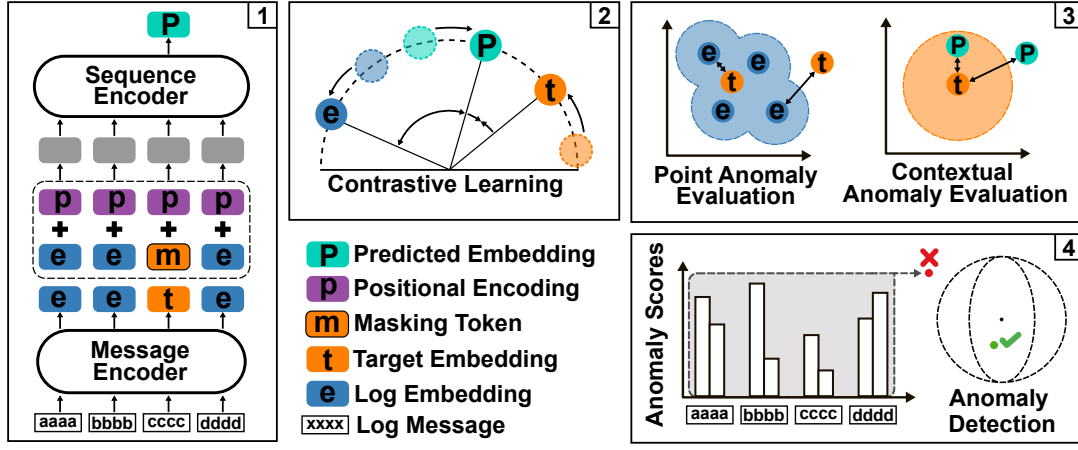 1
P
Sequence
Encoder
p p p p
+ + + +
e e m e
e e t e
Message
Encoder
aaaa bbbb cccc dddd
2
e P t
Contrastive Learning
P Predicted Embedding
p Positional Encoding
m Masking Token
t Target Embedding
e Log Embedding
xxxx Log Message
3
e e t
t
e e
Point Anomaly
Evaluation
P P
t
Contextual
Anomaly Evaluation
4
Anomaly Scores
aaaa bbbb cccc dddd
Anomaly
Detection